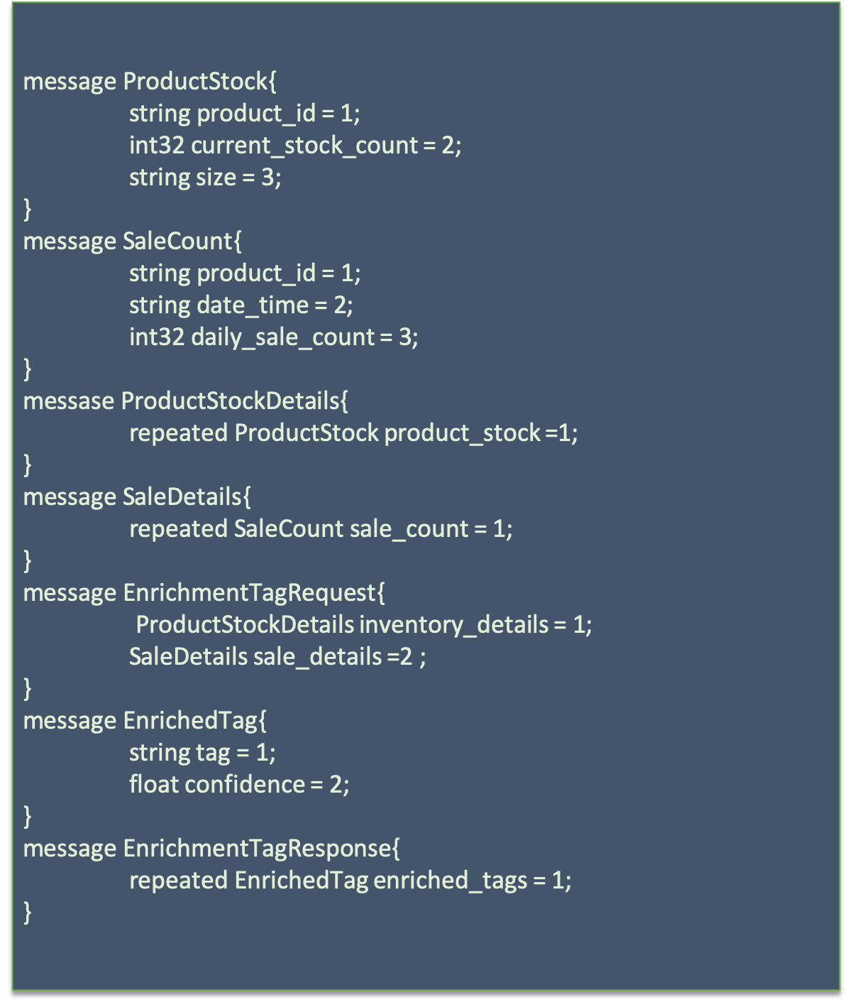 message ProductStock{
string product_id = 1;
int32 current_stock_count = 2;
string size = 3;
}
message SaleCount{
string product_id = 1;
string date_time = 2;
int32 daily_sale_count = 3;
}
messase ProductStockDetails{
repeated ProductStock product_stock =1;
}
message SaleDetails{
repeated SaleCount sale_count = 1;
}
message EnrichmentTagRequest{
ProductStockDetails inventory_details = 1;
SaleDetails sale_details =2 ;
}
message EnrichedTag{
string tag = 1;
float confidence = 2;
}
message EnrichmentTagResponse{
repeated EnrichedTag enriched_tags = 1;
}